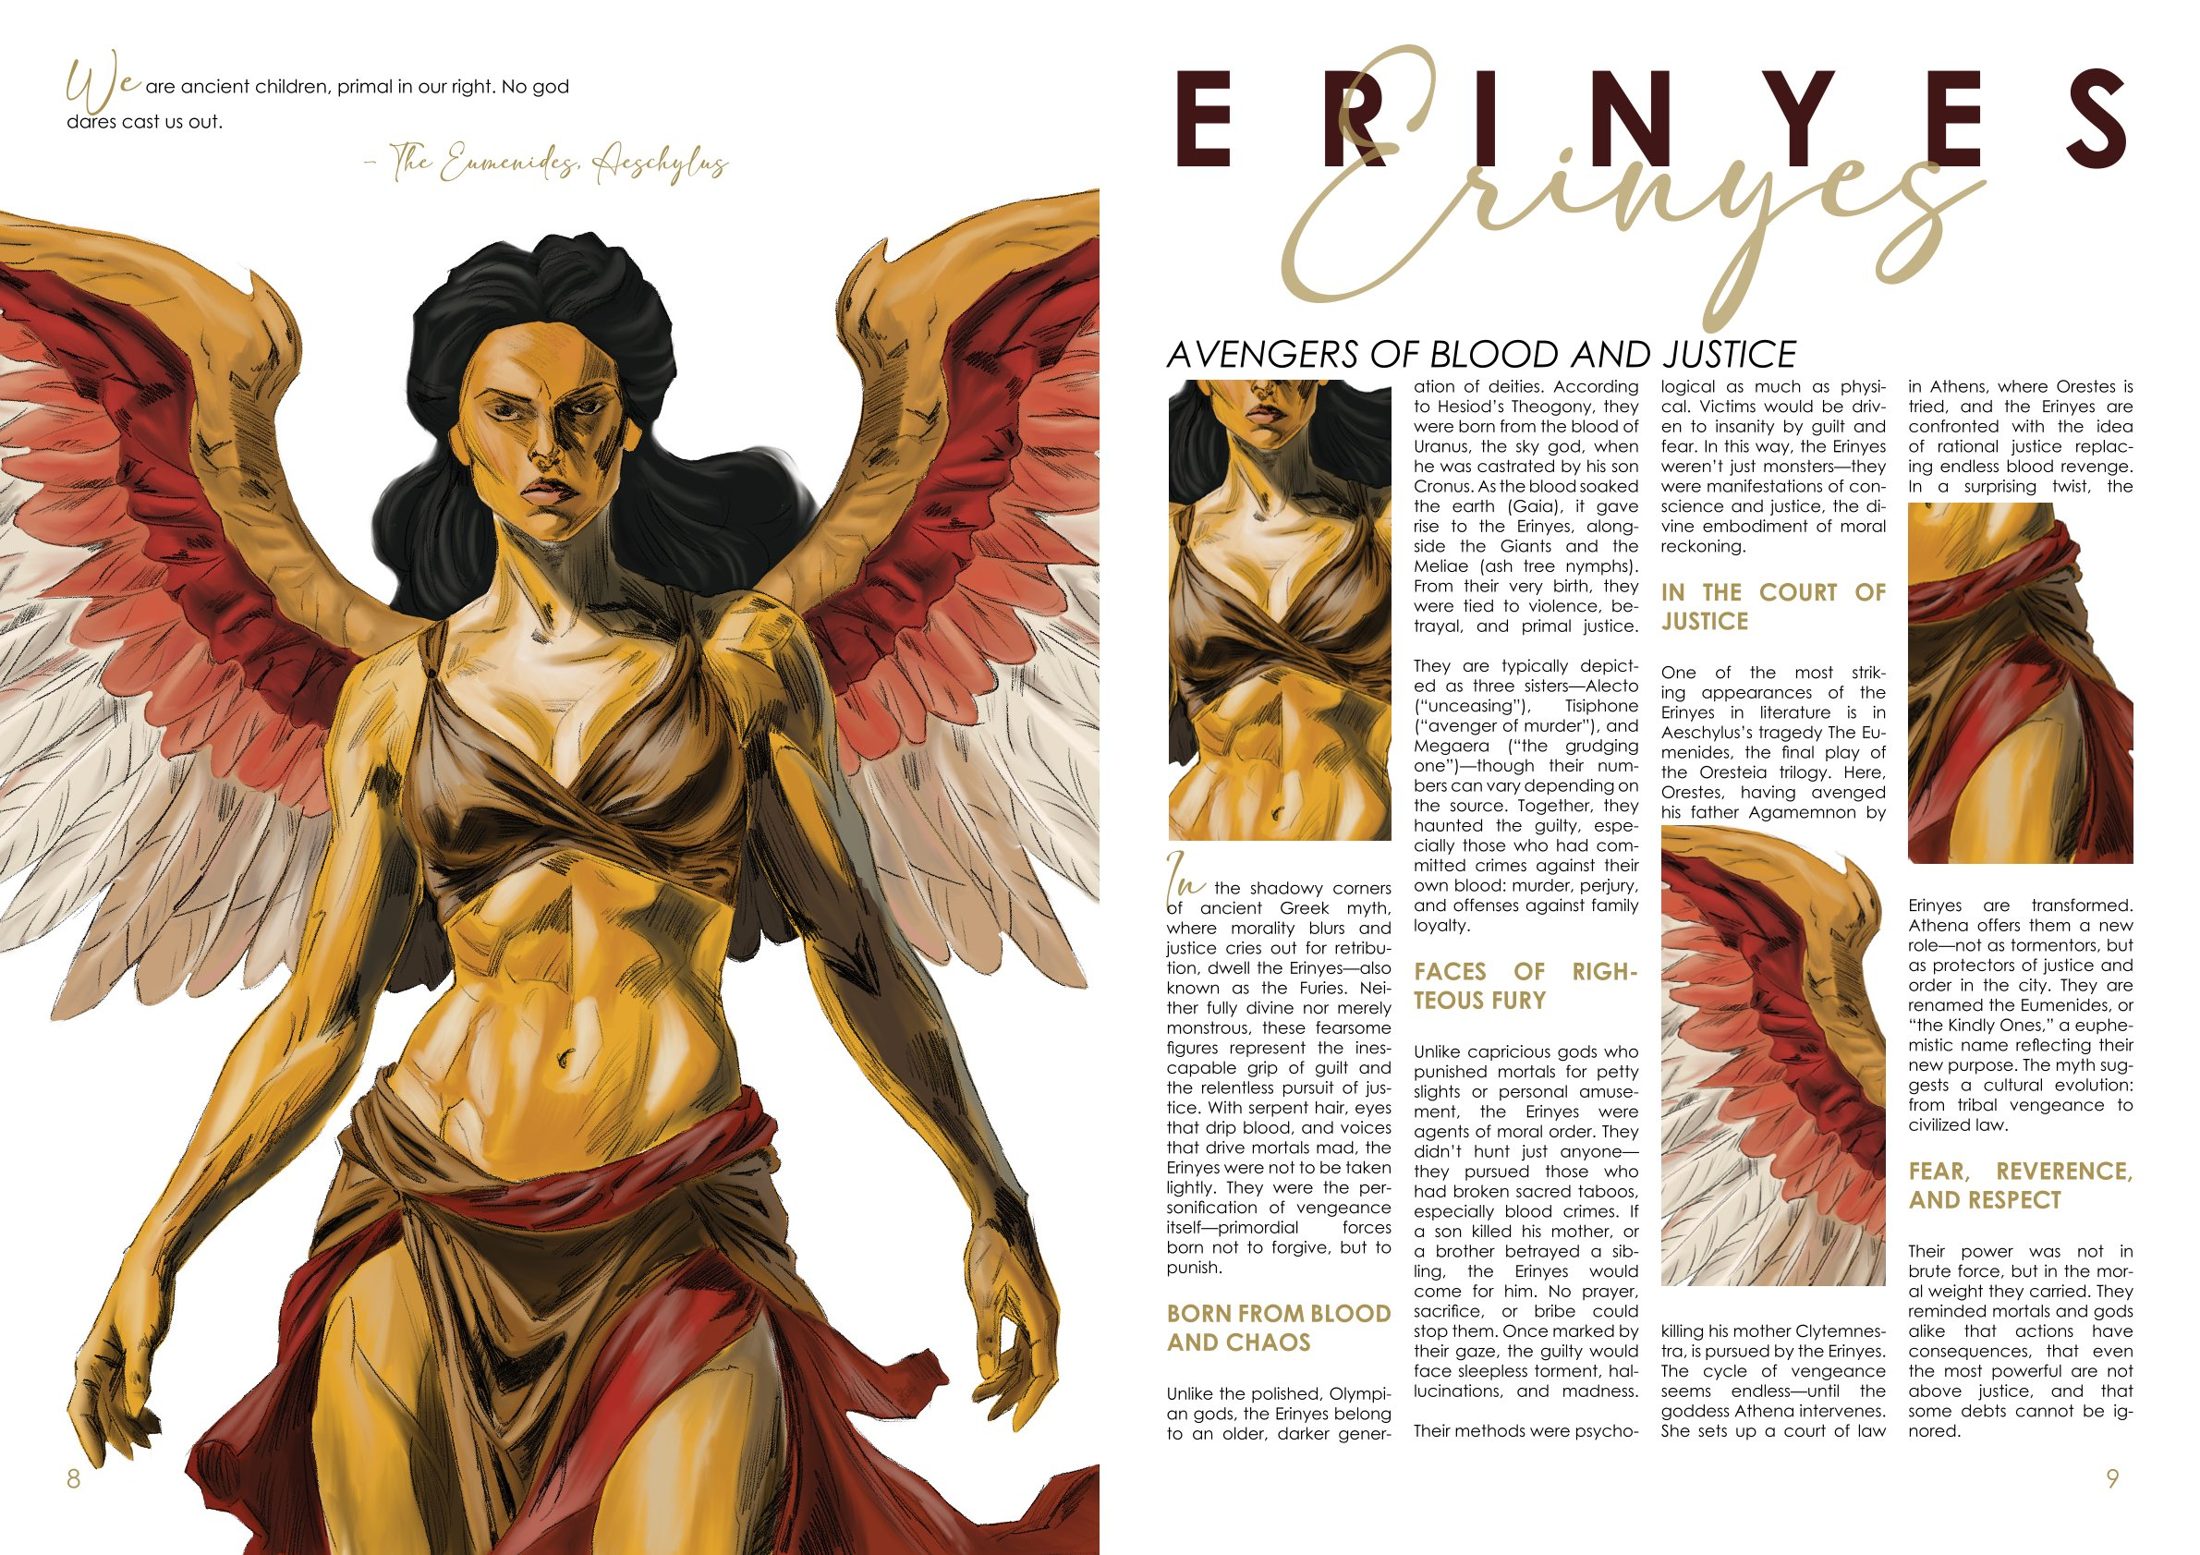 We are ancient children, primal in our right. No god
dares cast us out.
- The Eumenides, Aeschylus
ERINYES
Erinyes
AVENGERS OF BLOOD AND JUSTICE
In the shadowy corners
of ancient Greek myth,
where morality blurs and
justice cries out for retribu-
tion, dwell the Erinyes—also
known as the Furies. Nei-
ther fully divine nor merely
monstrous, these fearsome
figures represent the ines-
capable grip of guilt and
the relentless pursuit of jus-
tice. With serpent hair, eyes
that drip blood, and voices
that drive mortals mad, the
Erinyes were not to be taken
lightly. They were the per-
sonification of vengeance
itself—primordial forces
born not to forgive, but to
punish.
BORN FROM BLOOD
AND CHAOS
Unlike the polished, Olympi-
an gods, the Erinyes belong
to an older, darker gener-
ation of deities. According
to Hesiod's Theogony, they
were born from the blood of
Uranus, the sky god, when
he was castrated by his son
Cronus. As the blood soaked
the earth (Gaia), it gave
rise to the Erinyes, along-
side the Giants and the
Meliae (ash tree nymphs).
From their very birth, they
were tied to violence, be-
trayal, and primal justice.
They are typically depict-
ed as three sisters—Alecto
(“unceasing”), Tisiphone
(“avenger of murder”), and
Megaera (“the grudging
one”)—though their num-
bers can vary depending on
the source. Together, they
haunted the guilty, espe-
cially those who had com-
mitted crimes against their
own blood: murder, perjury,
and offenses against family
loyalty.
FACES OF RIGH-
TEOUS FURY
Unlike capricious gods who
punished mortals for petty
slights or personal amuse-
ment, the Erinyes were
agents of moral order. They
didn't hunt just anyone—
they pursued those who
had broken sacred taboos,
especially blood crimes. If
a son killed his mother, or
a brother betrayed a sib-
ling, the Erinyes would
come for him. No prayer,
sacrifice, or bribe could
stop them. Once marked by
their gaze, the guilty would
face sleepless torment, hal-
lucinations, and madness.
Their methods were psycho-
logical as much as physi-
cal. Victims would be driv-
en to insanity by guilt and
fear. In this way, the Erinyes
weren't just monsters—they
were manifestations of con-
science and justice, the di-
vine embodiment of moral
reckoning.
IN THE COURT OF
JUSTICE
One of the most strik-
ing appearances of the
Erinyes in literature is in
Aeschylus's tragedy The Eu-
menides, the final play of
the Oresteia trilogy. Here,
Orestes, having avenged
his father Agamemnon by
killing his mother Clytemnes-
tra, is pursued by the Erinyes.
The cycle of vengeance
seems endless—until the
goddess Athena intervenes.
She sets up a court of law
in Athens, where Orestes is
tried, and the Erinyes are
confronted with the idea
of rational justice replac-
ing endless blood revenge.
In a surprising twist, the
Erinyes are transformed.
Athena offers them a new
role—not as tormentors, but
as protectors of justice and
order in the city. They are
renamed the Eumenides, or
“the Kindly Ones,” a euphe-
mistic name reflecting their
new purpose. The myth sug-
gests a cultural evolution:
from tribal vengeance to
civilized law.
FEAR, REVERENCE,
AND RESPECT
Their power was not in
brute force, but in the mor-
al weight they carried. They
reminded mortals and gods
alike that actions have
consequences, that even
the most powerful are not
above justice, and that
some debts cannot be ig-
nored.
8
9